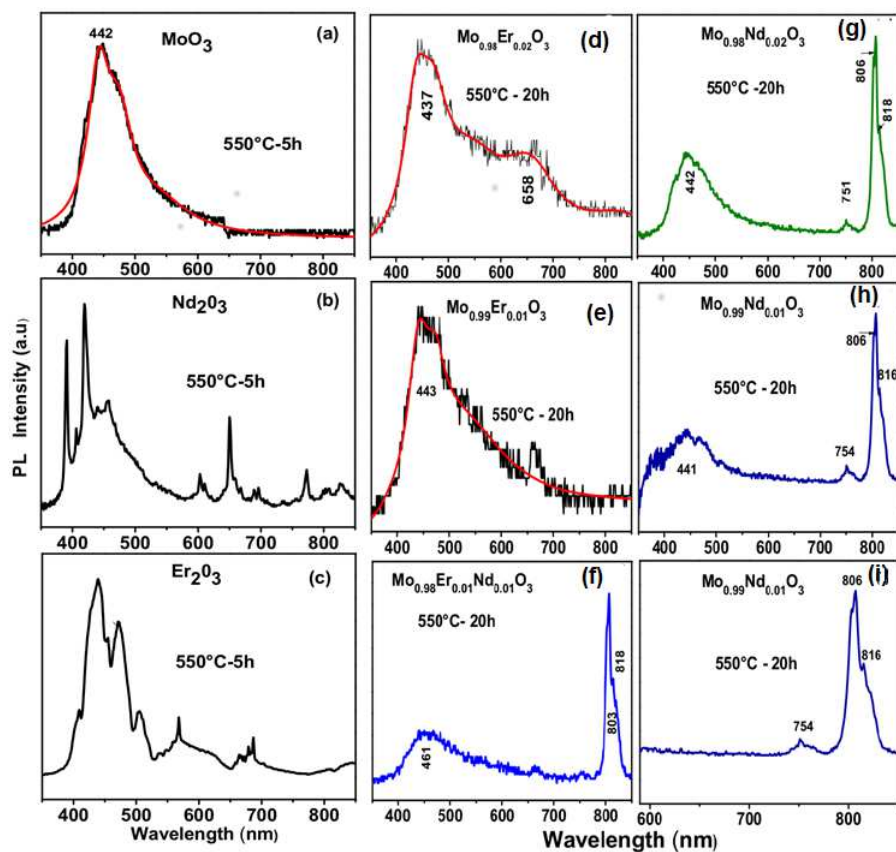 PL Intensity (a.u)
MoO3
(a)
442
550°C-5h
400 500 600 700 800
Nd203
(b)
550°C-5h
400 500 600 700 800
Er203
(c)
550°C-5h
400 500 600 700 800
Wavelength (nm)
Mo0.98Er0.02O3
(d)
550°C - 20h
437
658
400 500 600 700 800
Mo0.99Er0.01O3
(e)
443
550°C - 20h
400 500 600 700 800
Mo0.98Er0.01Nd0.01O3
(f)
550°C- 20h
818
803
461
400 500 600 700 800
Mo0.98Nd0.02O3
(g)
806
550°C -20h
818
442
751
400 500 600 700 800
Mo0.99Nd0.01O3
(h)
806
816
550°C - 20h
441
754
400 500 600 700 800
Mo0.99Nd0.01O3
(i)
806
816
550°C - 20h
754
600 700 800
Wavelength (nm)